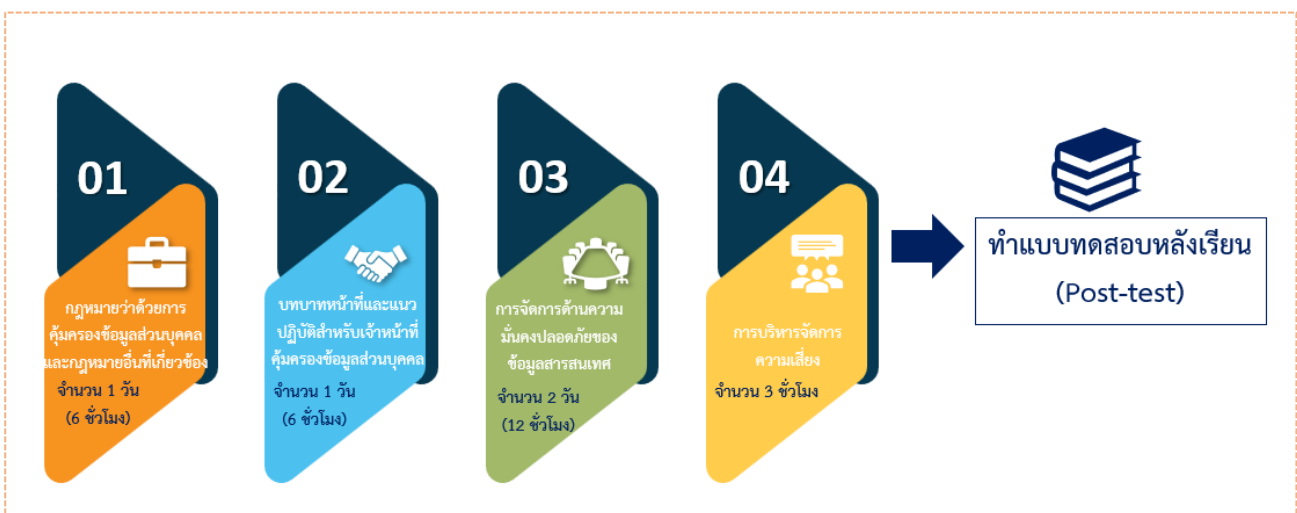 01
กฎหมายว่าด้วยการ
คุ้มครองข้อมูลส่วนบุคคล
และกฎหมายอื่นที่เกี่ยวข้อง
จำนวน 1 วัน
(6 ชั่วโมง)
02
บทบาทหน้าที่และแนว
ปฏิบัติสำหรับเจ้าหน้าที่
คุ้มครองข้อมูลส่วนบุคคล
จำนวน 1 วัน
(6 ชั่วโมง)
03
การจัดการด้านความ
มั่นคงปลอดภัยของ
ข้อมูลสารสนเทศ
จำนวน 2 วัน
(12 ชั่วโมง)
04
การบริหารจัดการ
ความเสี่ยง
จำนวน 3 ชั่วโมง
ทำแบบทดสอบหลังเรียน
(Post-test)